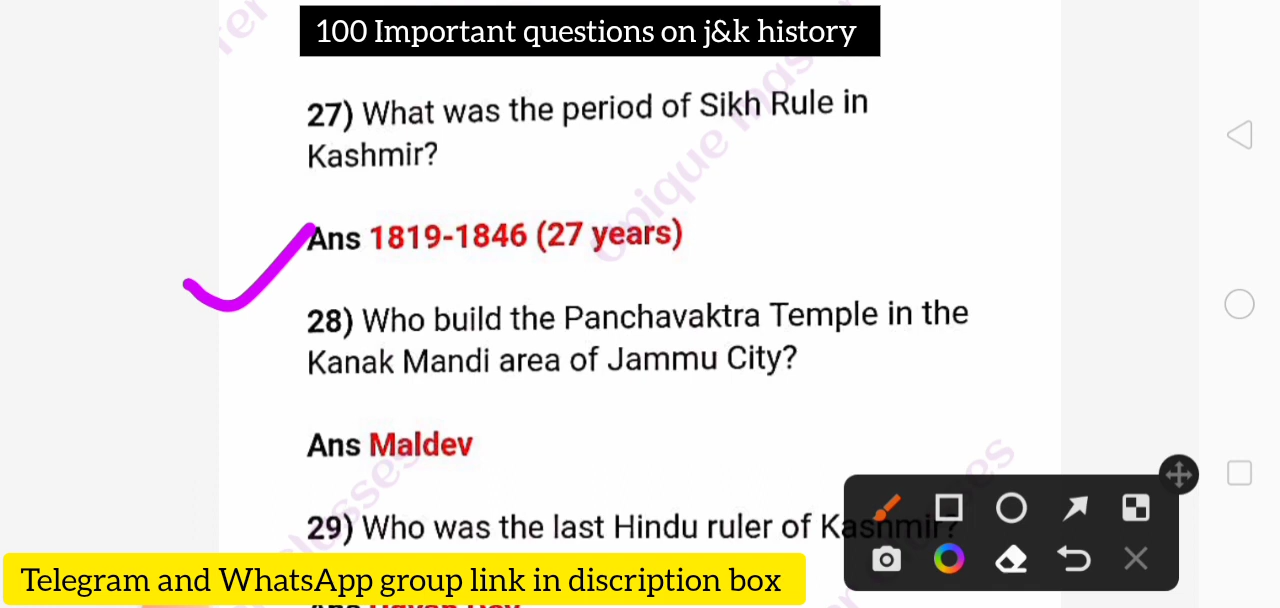 100 Important questions on j&k history
27) What was the period of Sikh Rule in
Kashmir?
Ans 1819-1846 (27 years)
28) Who build the Panchavaktra Temple in the
Kanak Mandi area of Jammu City?
Ans Maldev
29) Who was the last Hindu ruler of Kashmir?
Telegram and WhatsApp group link in discription box